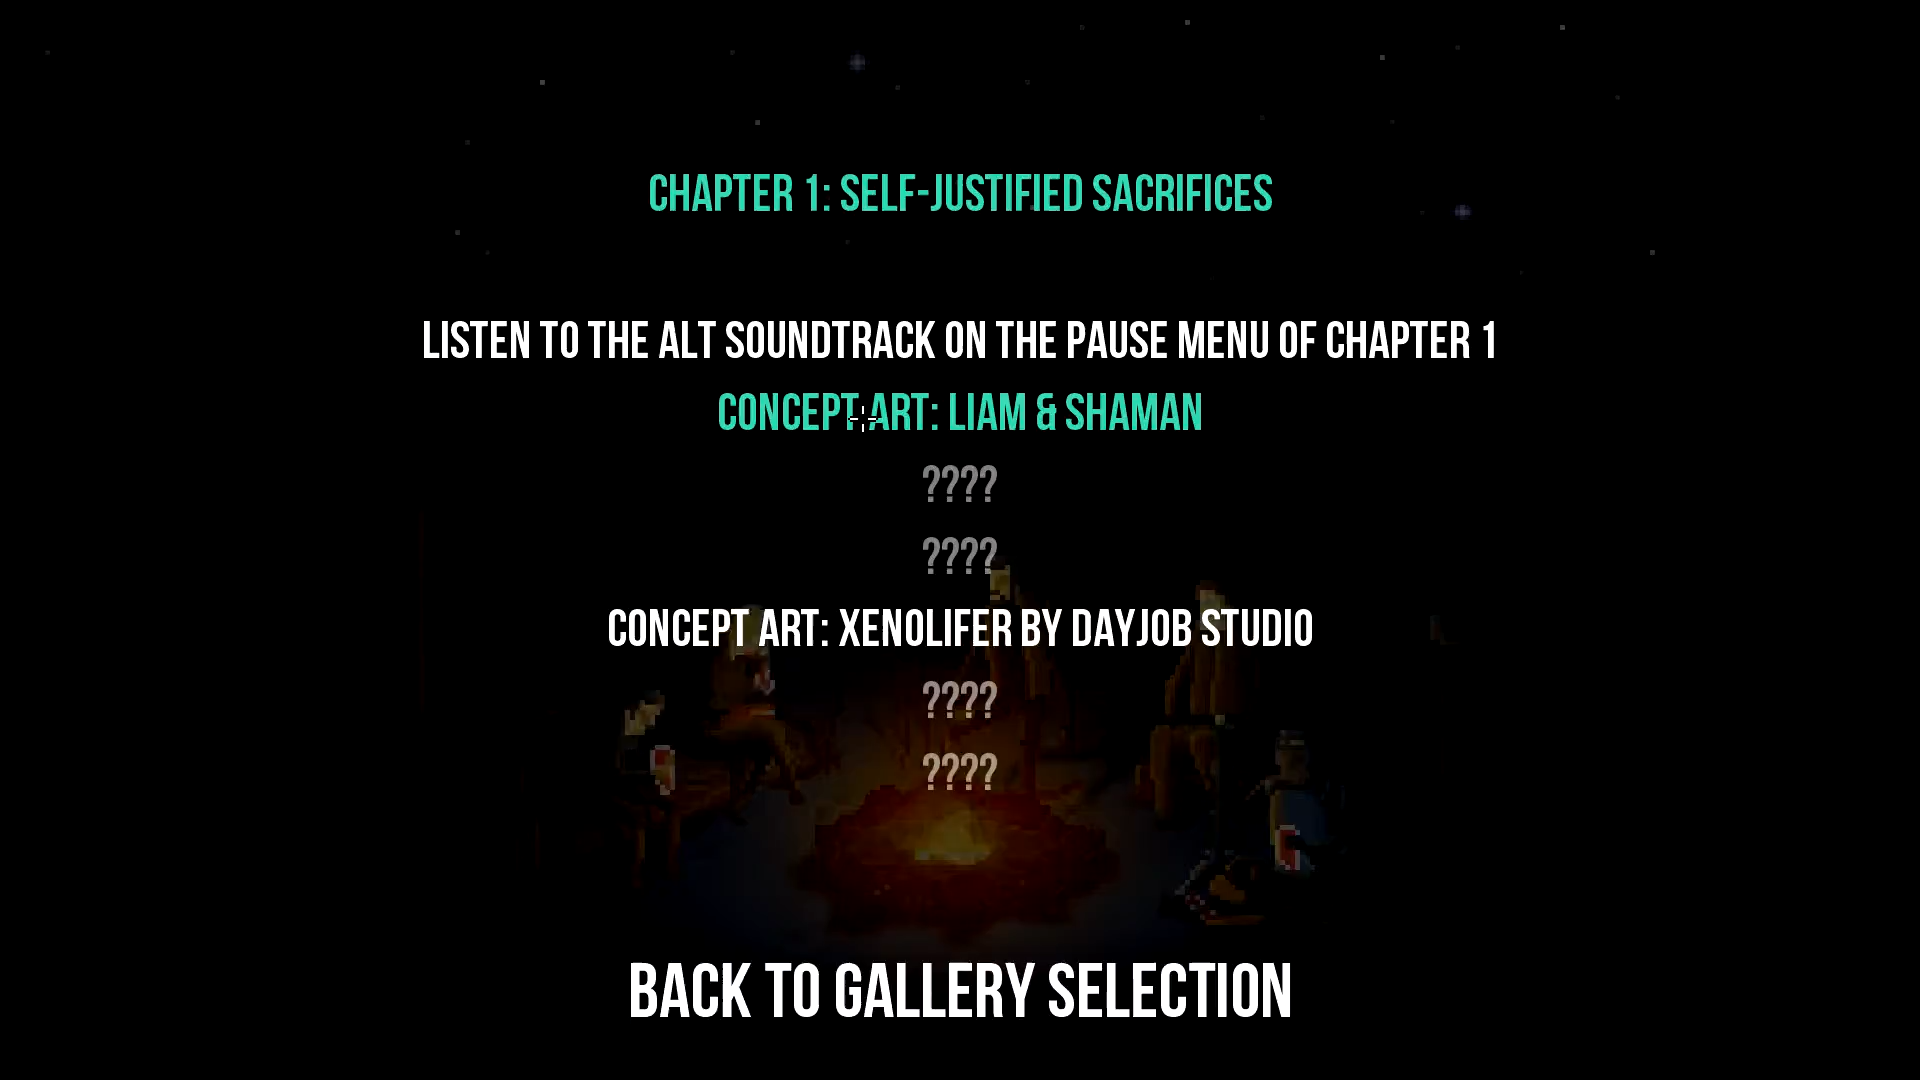 CHAPTER 1: SELF-JUSTIFIED SACRIFICES
LISTEN TO THE ALT SOUNDTRACK ON THE PAUSE MENU OF CHAPTER 1
CONCEPT ART: LIAM & SHAMAN
????
????
CONCEPT ART: XENOLIFER BY DAYJOB STUDIO
????
????
BACK TO GALLERY SELECTION